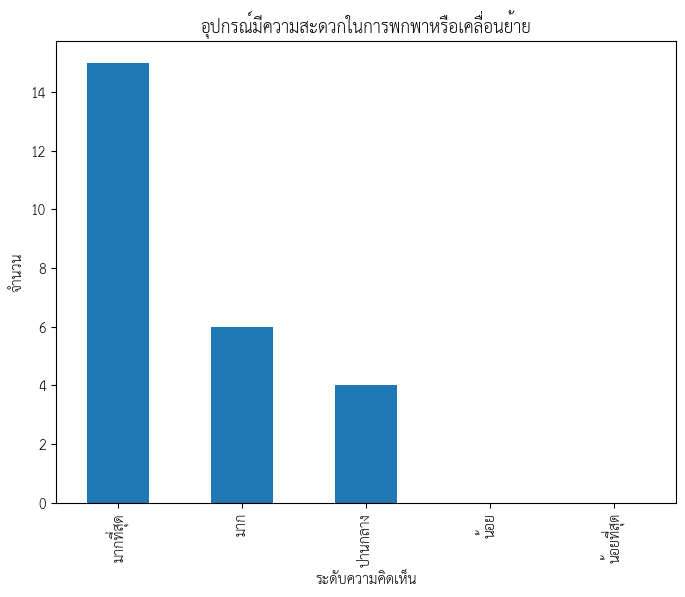 อุปกรณ์มีความสะดวกในการพกพาหรือเคลื่อนย้าย
จำนวน
14
12
10
8
6
4
2
0
มากที่สุด
มาก
ปานกลาง
น้อย
น้อยที่สุด
ระดับความคิดเห็น